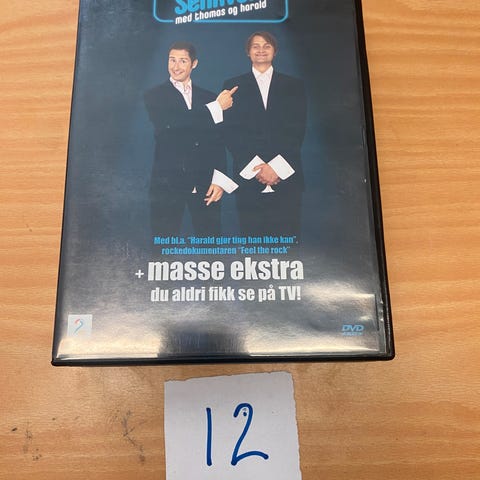 med thomas og harald
Med bl.a. "Harald gjør ting han ikke kan",
rockedokumentaren "Feel the rock"
+ masse ekstra
du aldri fikk se på TV!
2
DVD
12